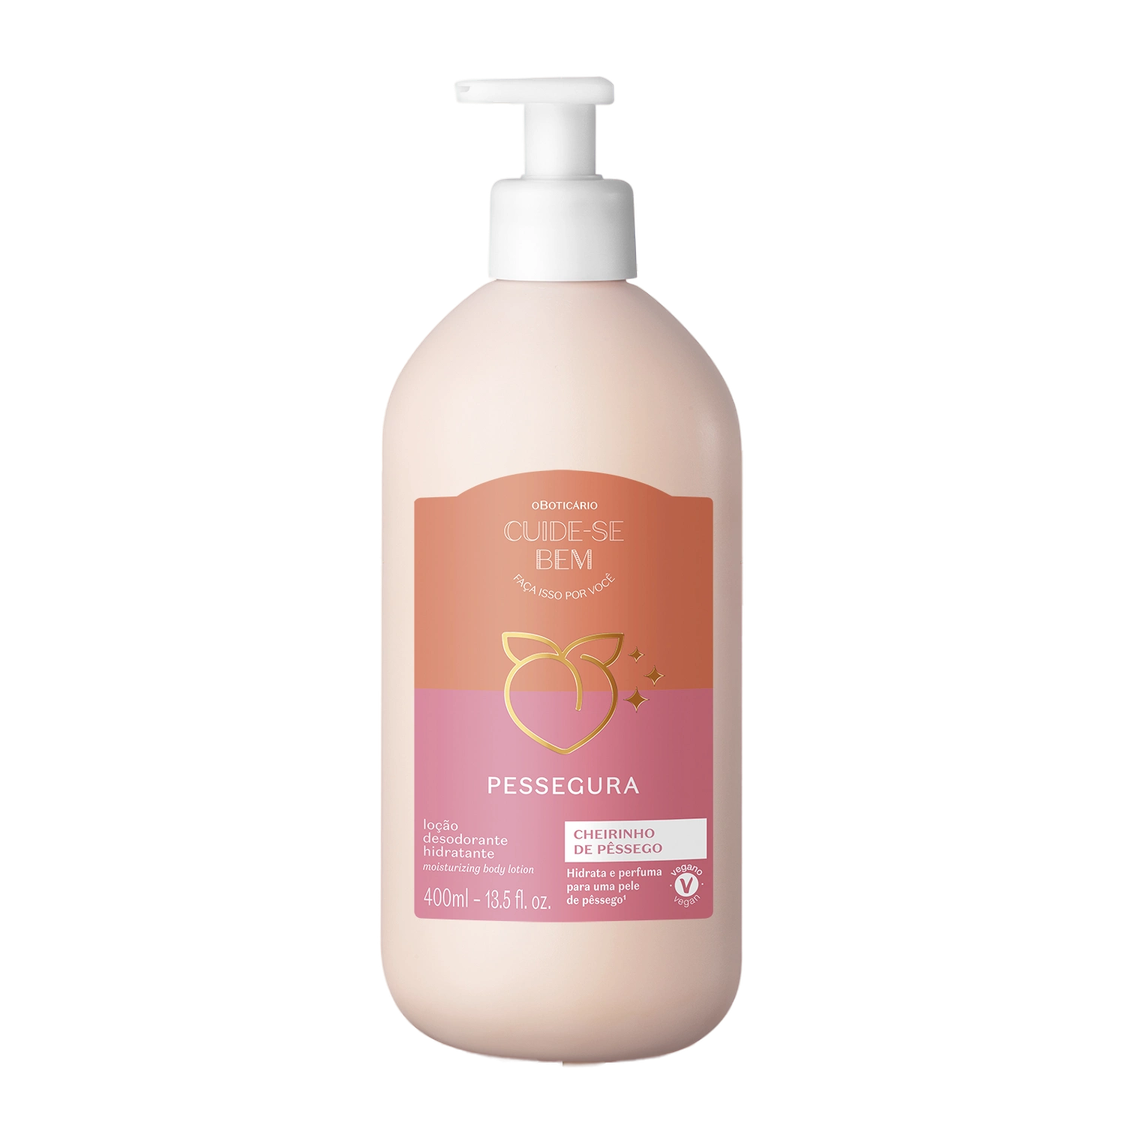 oBOTICÁRIO
CUIDE-SE
BEM
FAÇA ISSO POR VOCÊ
PESSEGURA
loção
desodorante
hidratante
moisturizing body lotion
400ml - 13.5 fl. oz.
CHEIRINHO
DE PÊSSEGO
Hidrata e perfuma
para uma pele
de pêssego¹
vegano
V
vegan